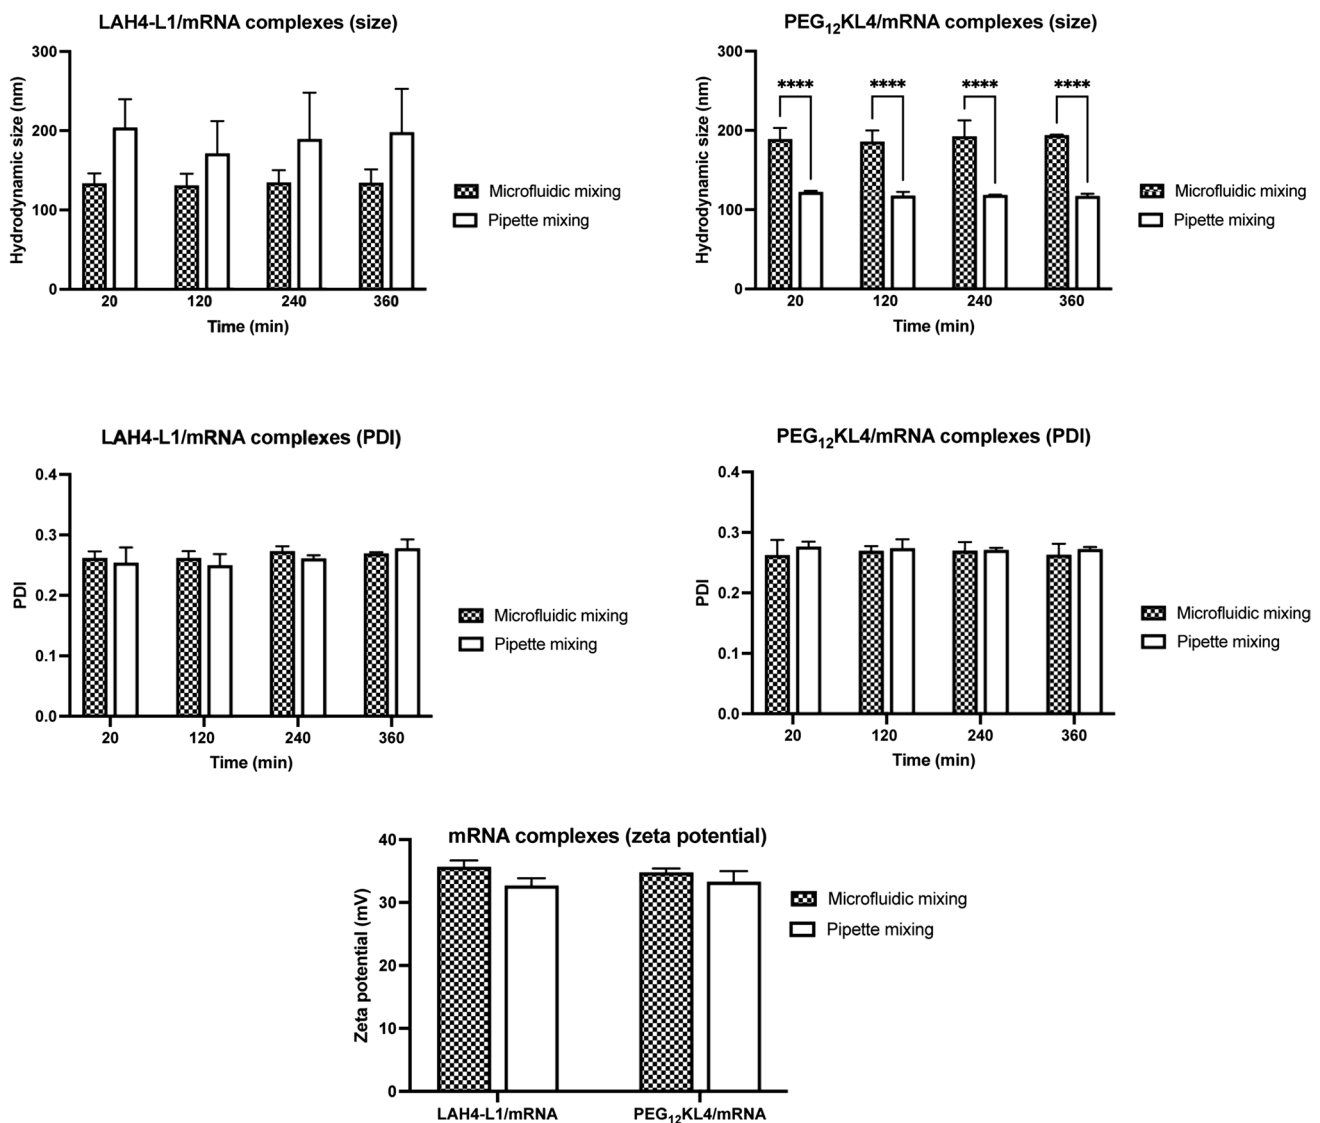 LAH4-L1/mRNA complexes (size)
300
200
100
0
Hydrodynamic size (nm)
20 120 240 360
Time (min)
Microfluidic mixing
Pipette mixing
PEG12KL4/mRNA complexes (size)
300
200
100
0
Hydrodynamic size (nm)
**** **** **** ****
20 120 240 360
Time (min)
Microfluidic mixing
Pipette mixing
LAH4-L1/mRNA complexes (PDI)
0.4
0.3
0.2
0.1
0.0
PDI
20 120 240 360
Time (min)
Microfluidic mixing
Pipette mixing
PEG12KL4/mRNA complexes (PDI)
0.4
0.3
0.2
0.1
0.0
PDI
20 120 240 360
Time (min)
Microfluidic mixing
Pipette mixing
mRNA complexes (zeta potential)
40
30
20
10
0
Zeta potential (mV)
LAH4-L1/mRNA PEG12KL4/mRNA
Microfluidic mixing
Pipette mixing